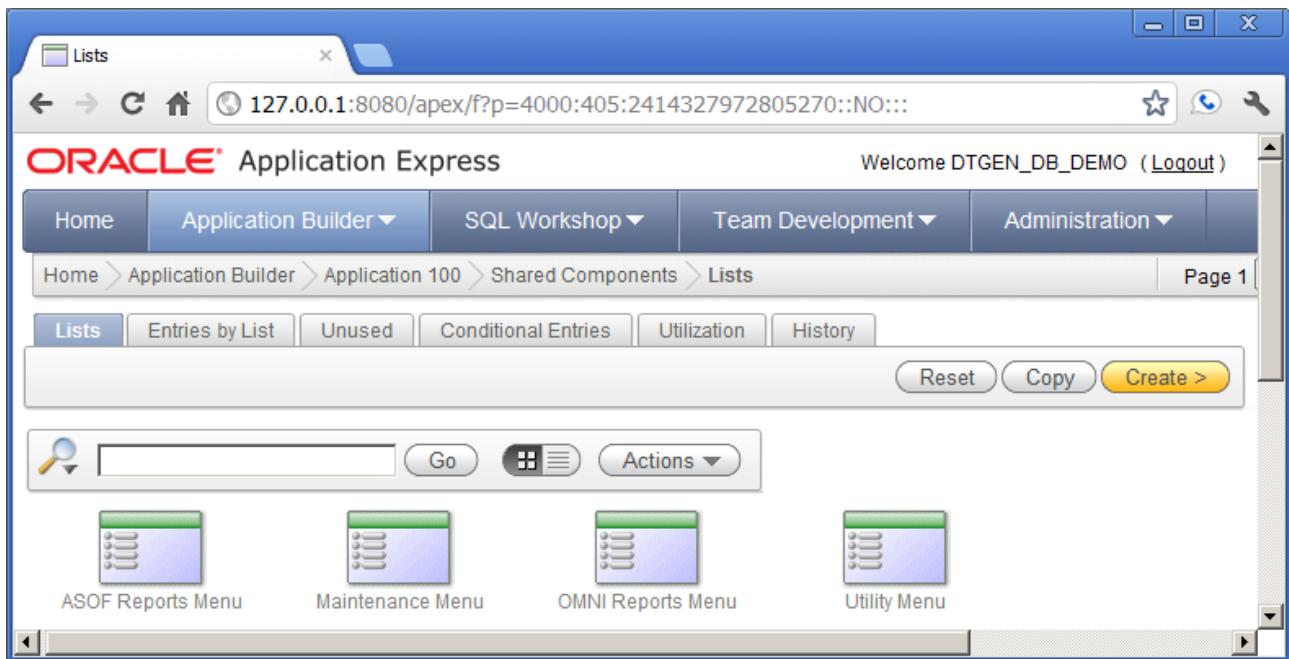 Lists
127.0.0.1:8080/apex/f?p=4000:405:2414327972805270::NO:::
ORACLE Application Express Welcome DTGEN_DB_DEMO (Logout)
Home Application Builder SQL Workshop Team Development Administration
Home Application Builder Application 100 Shared Components Lists Page 1
Lists Entries by List Unused Conditional Entries Utilization History
Reset Copy Create >
Go Actions
ASOF Reports Menu Maintenance Menu OMNI Reports Menu Utility Menu